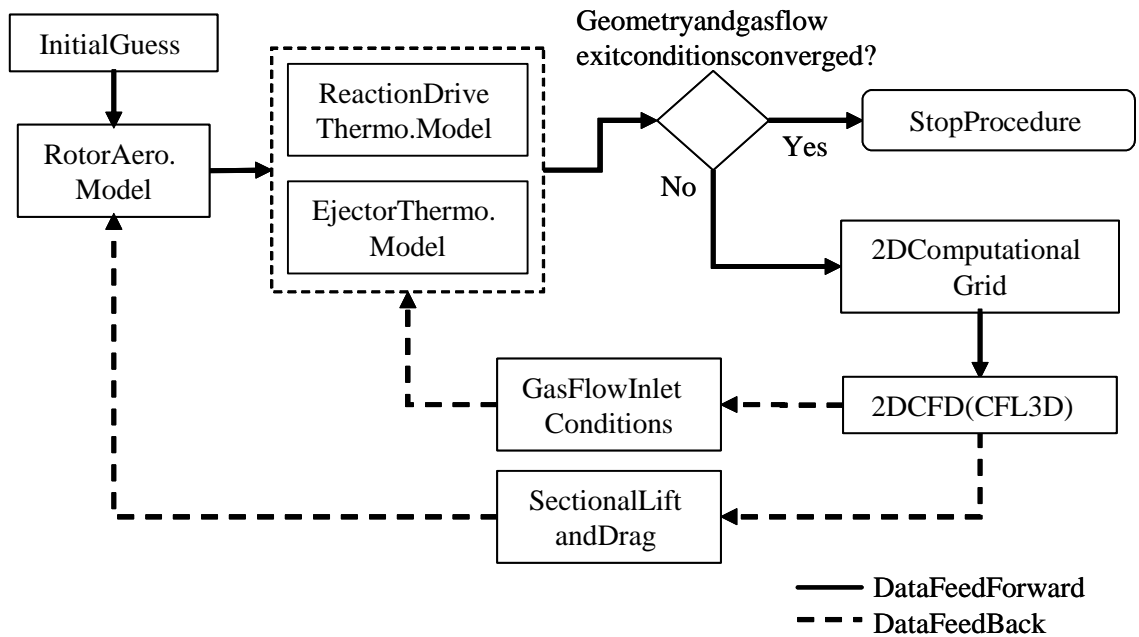 Geometryandgasflow
exitconditionsconverged?
InitialGuess
ReactionDrive
Thermo.Model
StopProcedure
Yes
RotorAero.
Model
No
EjectorThermo.
Model
2DComputational
Grid
GasFlowInlet
Conditions
2DCFD(CFL3D)
SectionalLift
andDrag
DataFeedForward
DataFeedBack